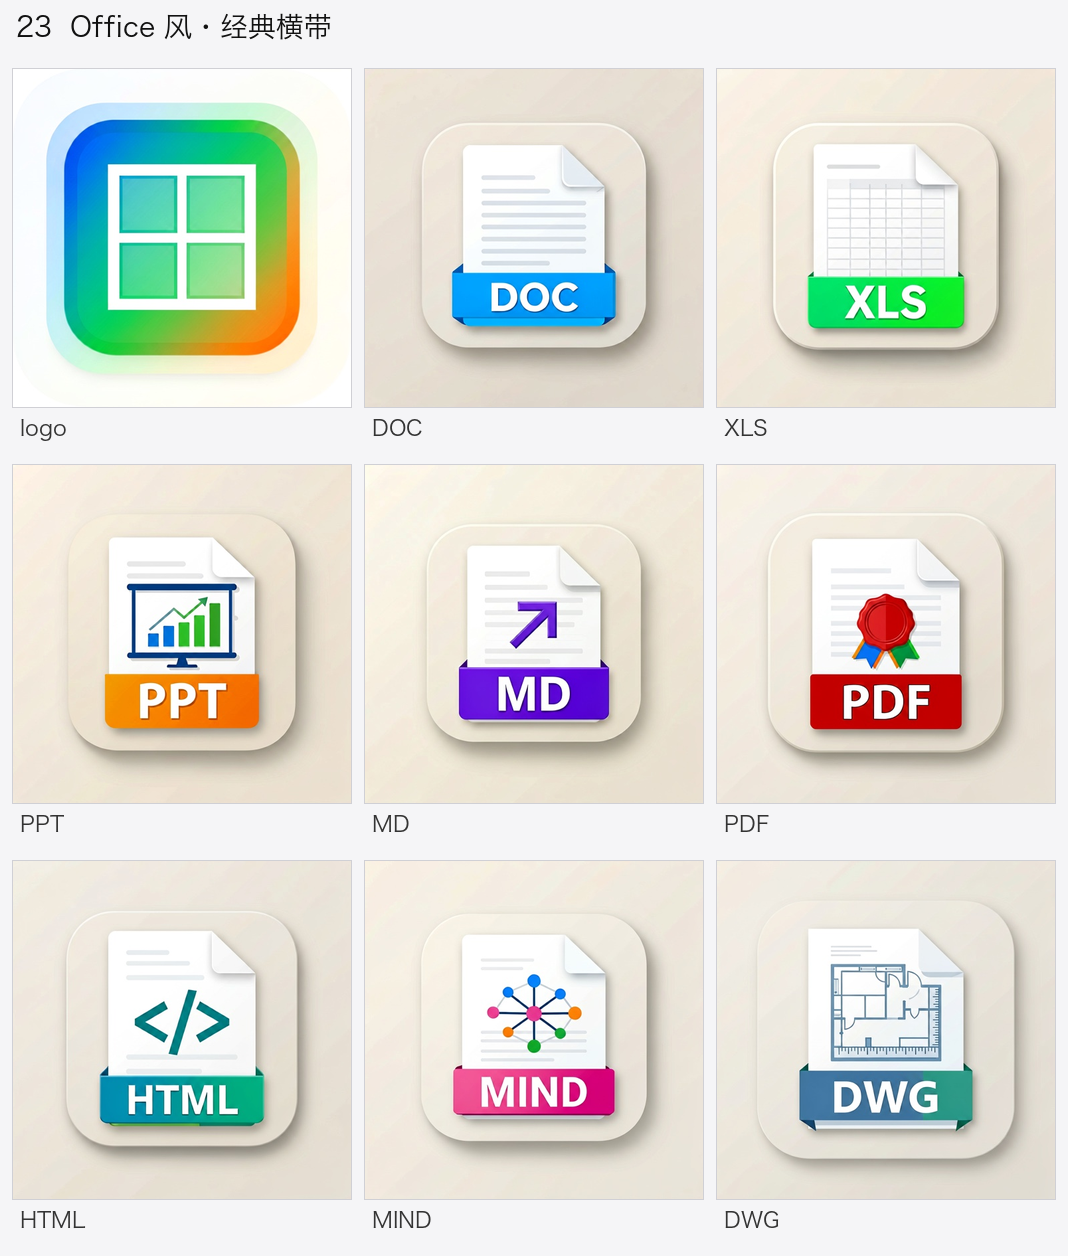 23 Office 风・经典横带
logo
DOC
DOC
XLS
XLS
PPT
PPT
MD
MD
PDF
PDF
HTML
HTML
MIND
MIND
DWG
DWG